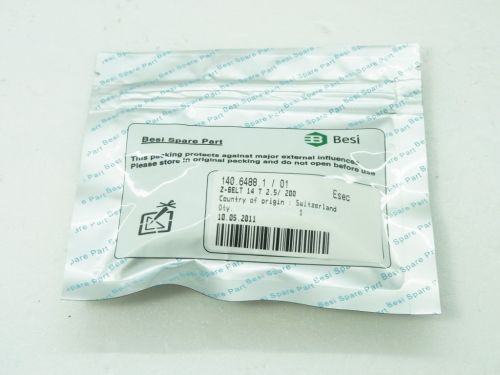 Besi Spare Part
Besi
This packing protects against major external influences
Please store in original packing and do not open before use
140 6488 1 / 01
Z-BELT 14 T 2.5/ 200
Esec
Country of origin : Switzerland
Qty. 1
10.05.2011